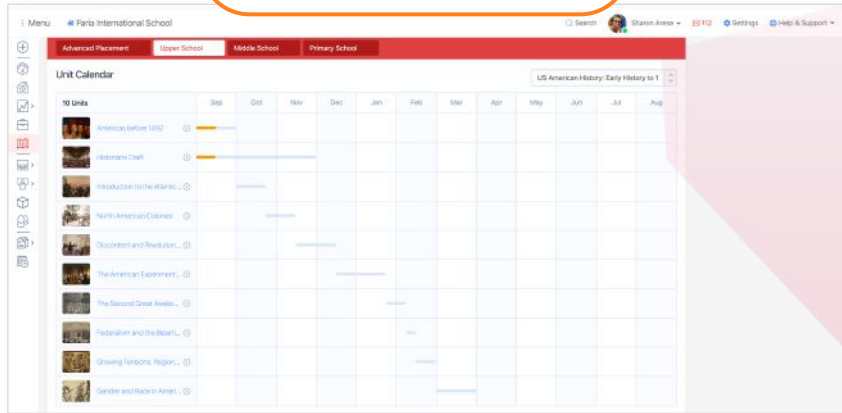 Menu
Faria International School
Search
Sharon Arese
112
Settings
Help & Support
Advanced Placement
Upper School
Middle School
Primary School
Unit Calendar
US American History: Early History to 1
10 Units
Sep
Oct
Nov
Dec
Jan
Feb
Mar
Apr
May
Jun
Jul
Aug
Americas before 1492
Historians Craft
Introduction to the Atlantic ...
North American Colonies
Discontent and Revolution...
The American Experiment...
The Second Great Awake...
Federalism and the Biparti...
Growing Tensions: Region...
Gender and Race in Ameri...